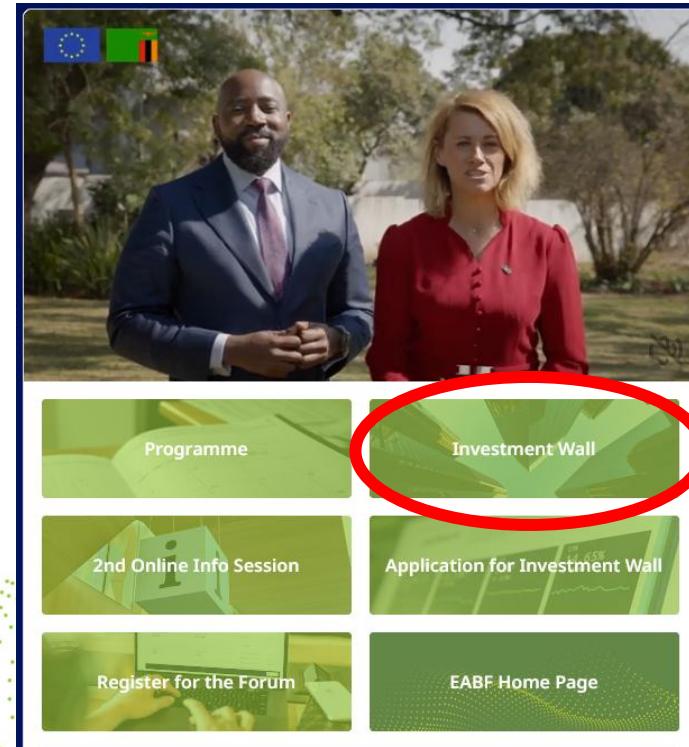 Programme
Investment Wall
2nd Online Info Session
Application for Investment Wall
Register for the Forum
EABF Home Page